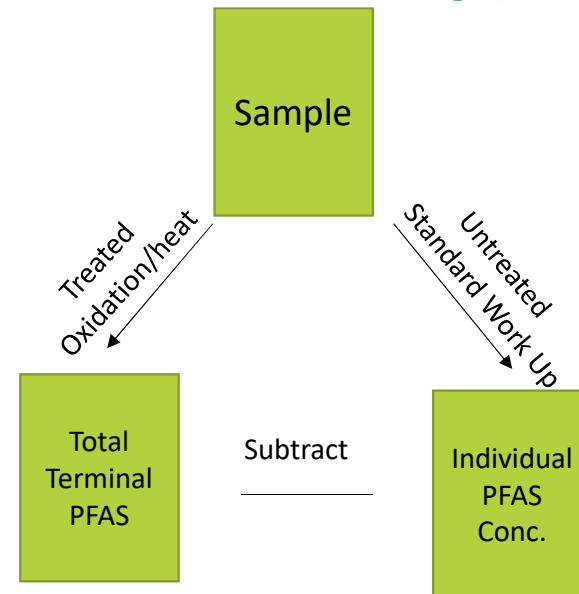 Sample
Treated
Oxidation/heat
Untreated
Standard Work Up
Total
Terminal
PFAS
Subtract
Individual
PFAS
Conc.